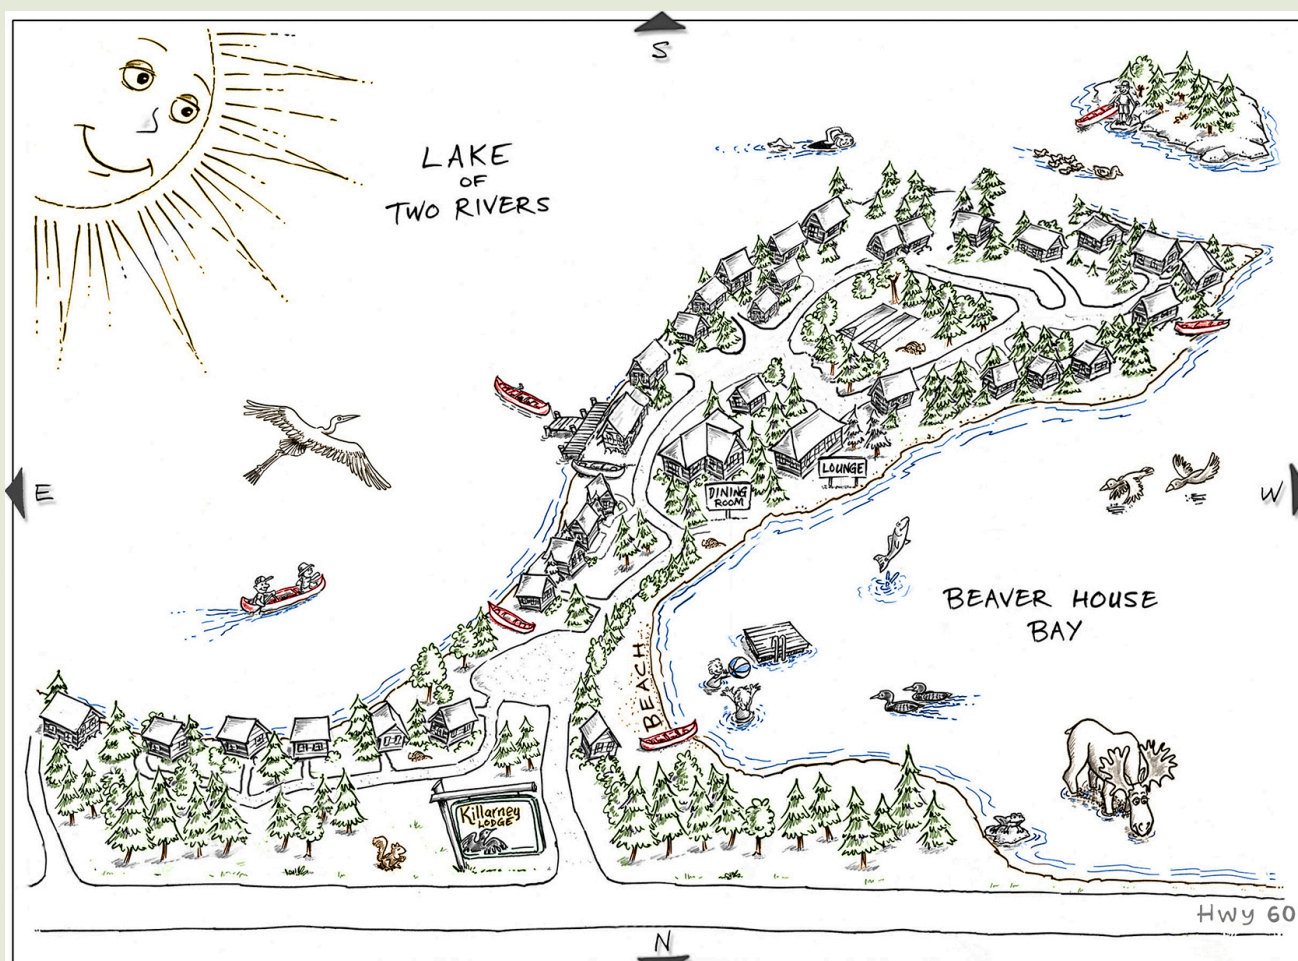 S
LAKE
OF
TWO RIVERS
E
W
LOUNGE
DINING
ROOM
BEAVER HOUSE
BAY
BEACH
Killarney
LODGE
Hwy 60
N